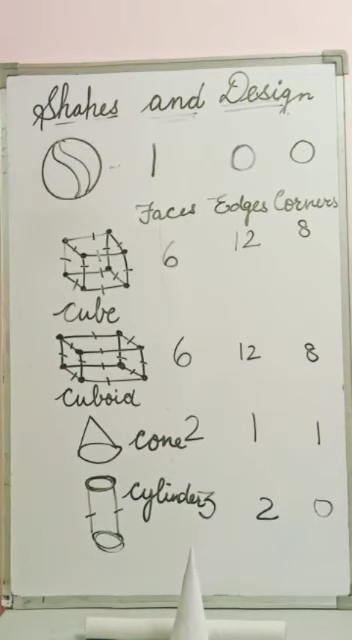 Shapes and Design
1 0 0
Faces Edges Corners
6 12 8
Cube
6 12 8
Cuboid
Cone 2 1 1
Cylinder 3 2 0